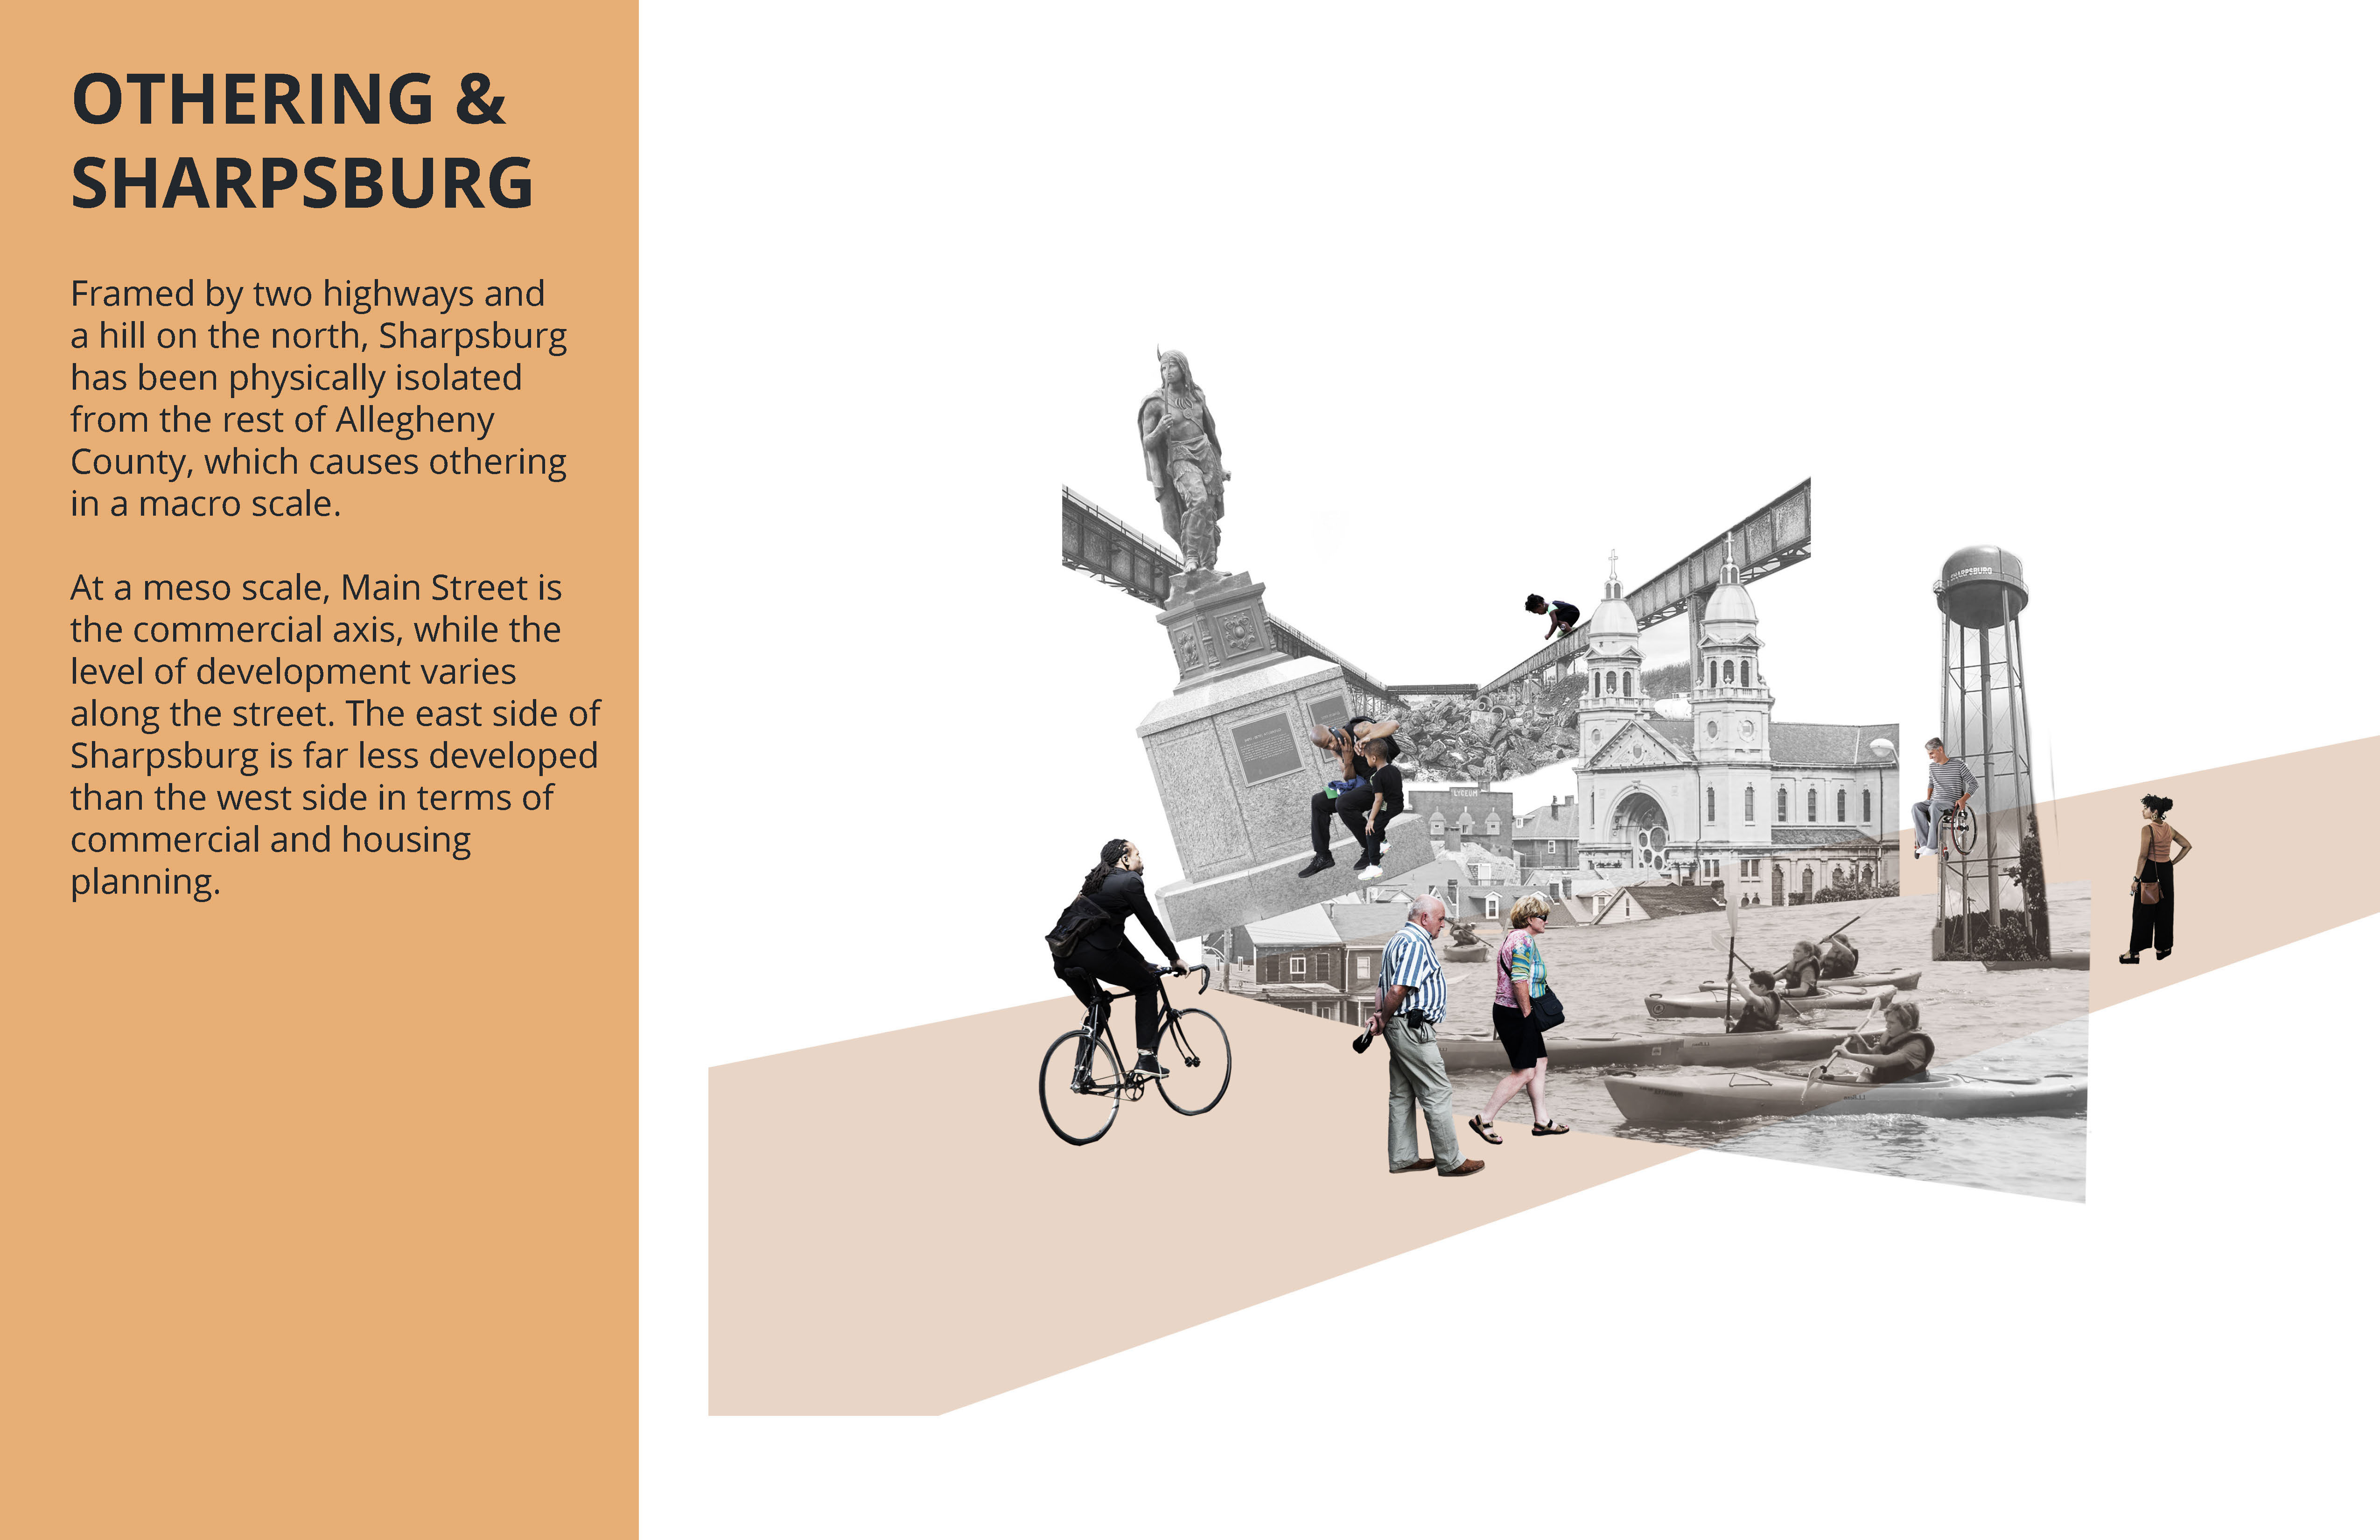 OTHERING &
SHARPSBURG
Framed by two highways and
a hill on the north, Sharpsburg
has been physically isolated
from the rest of Allegheny
County, which causes othering
in a macro scale.
At a meso scale, Main Street is
the commercial axis, while the
level of development varies
along the street. The east side of
Sharpsburg is far less developed
than the west side in terms of
commercial and housing
planning.
SHARPSBURG
LYCEUM